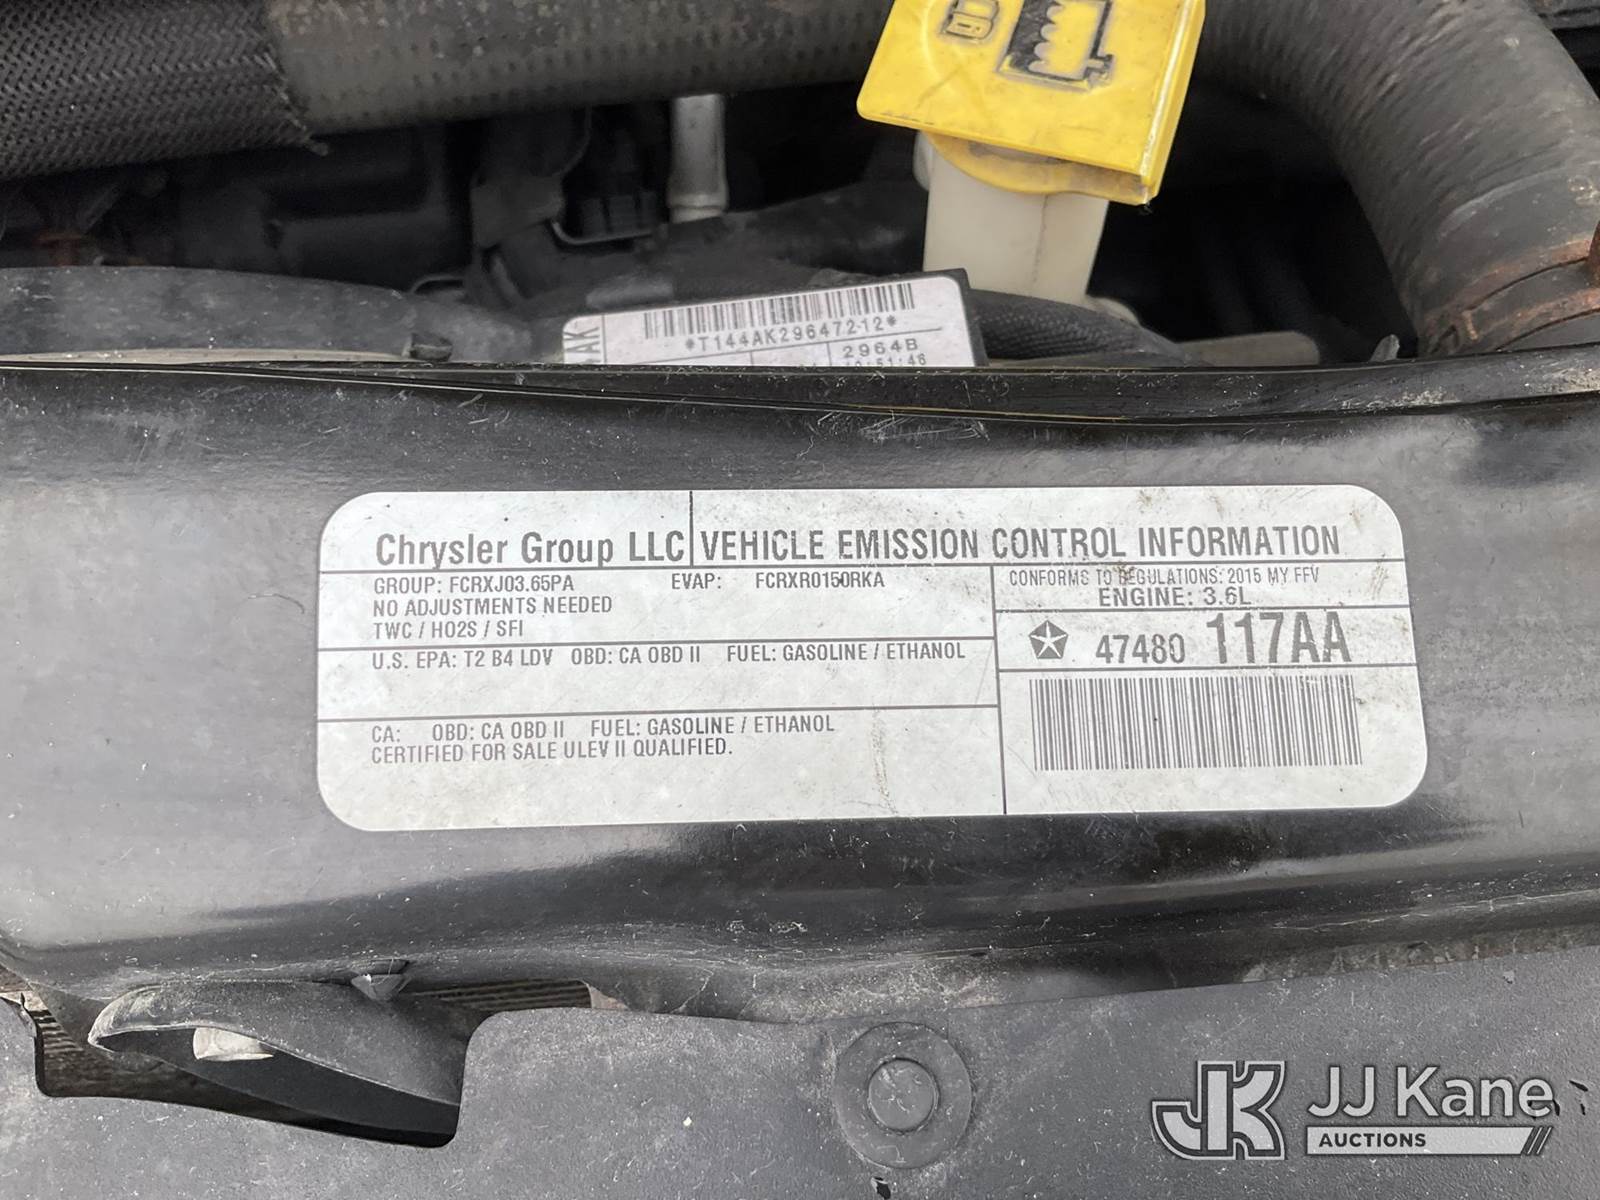 *T144AK296472-12*
2964B
Chrysler Group LLC VEHICLE EMISSION CONTROL INFORMATION
GROUP: FCRXJ03.65PA EVAP: FCRXR0150RKA
NO ADJUSTMENTS NEEDED
TWC / HO2S / SFI
CONFORMS TO REGULATIONS: 2015 MY FFV
ENGINE: 3.6L
47480 117AA
U.S. EPA: T2 B4 LDV OBD: CA OBD II FUEL: GASOLINE / ETHANOL
CA: OBD: CA OBD II FUEL: GASOLINE / ETHANOL
CERTIFIED FOR SALE ULEV II QUALIFIED.
JK JJ Kane
AUCTIONS